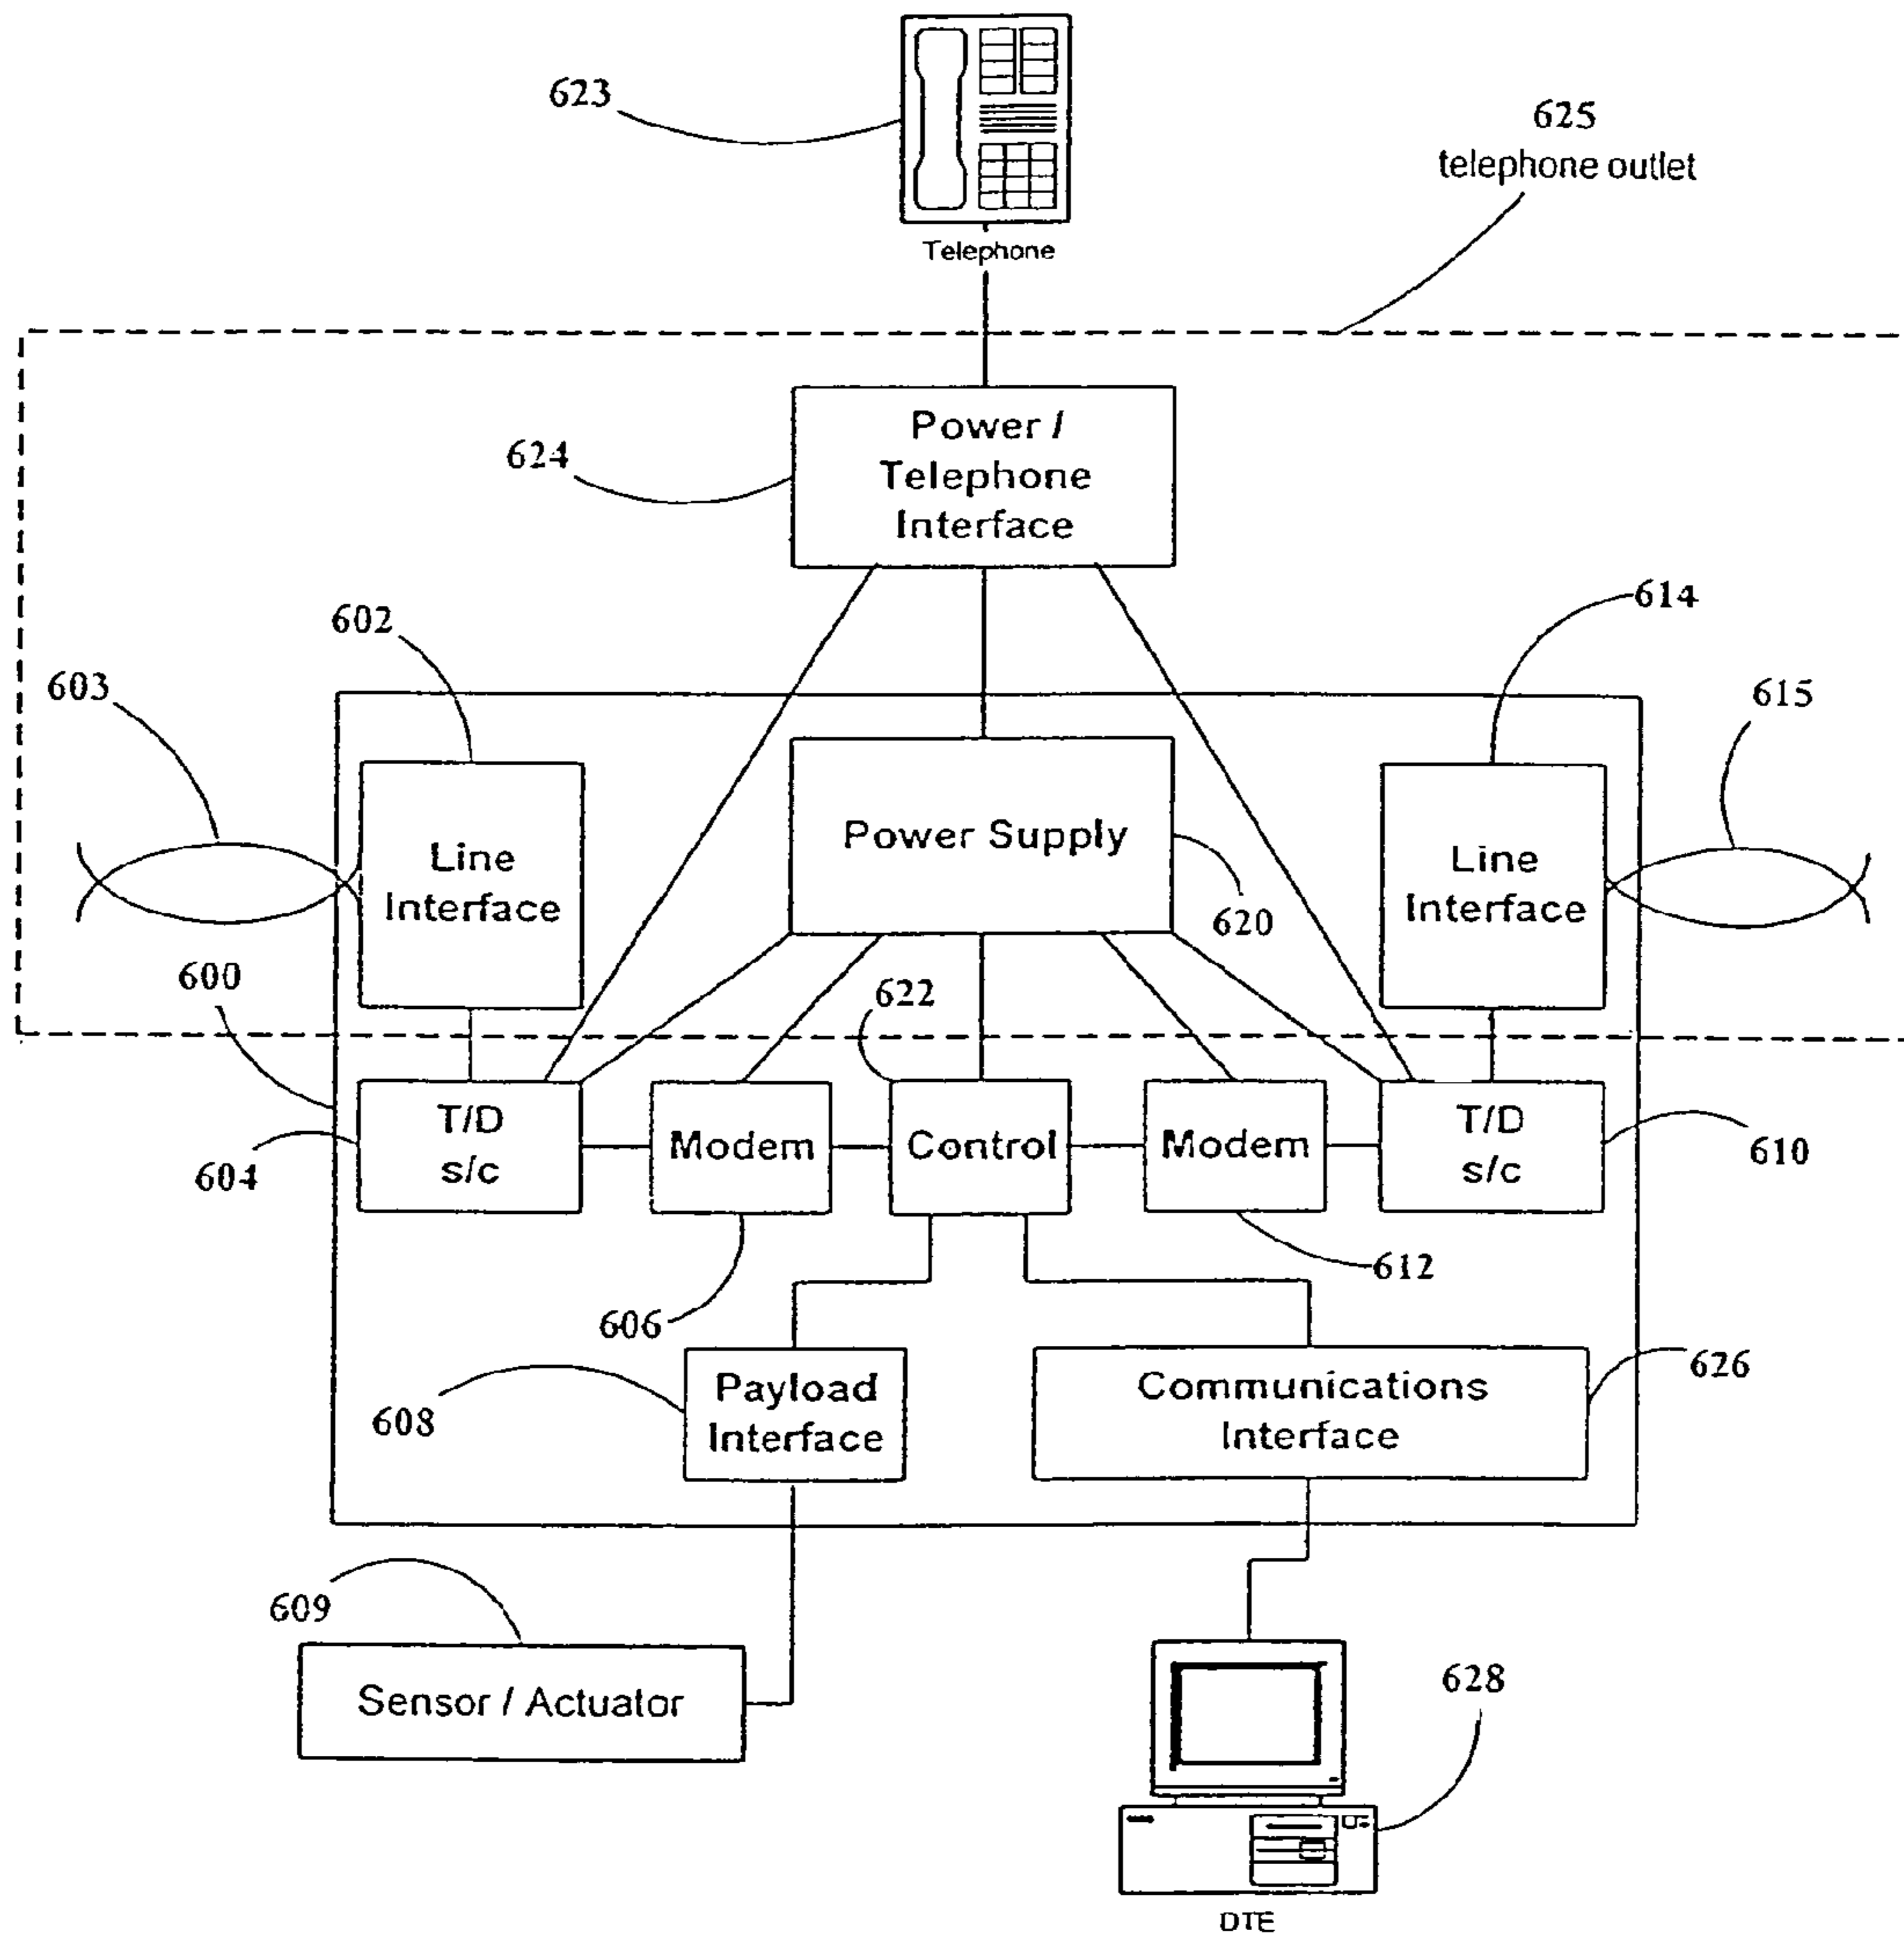 623
625
telephone outlet
Telephone
624
Power /
Telephone
Interface
602
614
603
615
Line
Interface
Power Supply
620
Line
Interface
600
622
T/D
s/c
Modem
Control
Modem
T/D
s/c
604
610
606
612
608
Payload
Interface
Communications
Interface
626
609
Sensor / Actuator
628
DTE